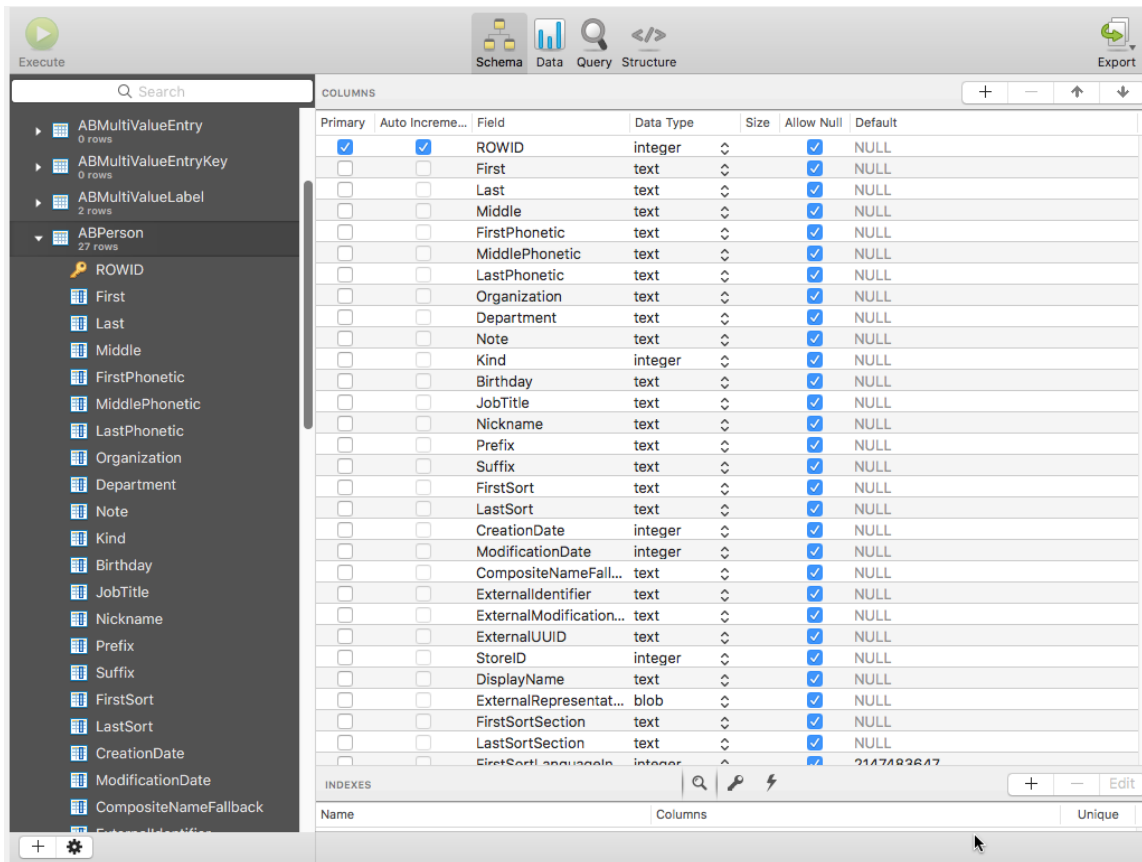 Execute
Schema Data Query Structure
Export
Search
ABMultiValueEntry
0 rows
ABMultiValueEntryKey
0 rows
ABMultiValueLabel
2 rows
ABPerson
27 rows
ROWID
First
Last
Middle
FirstPhonetic
MiddlePhonetic
LastPhonetic
Organization
Department
Note
Kind
Birthday
JobTitle
Nickname
Prefix
Suffix
FirstSort
LastSort
CreationDate
ModificationDate
CompositeNameFallback
ExternalIdentifier
COLUMNS
Primary Auto Increme... Field Data Type Size Allow Null Default
ROWID integer NULL
First text NULL
Last text NULL
Middle text NULL
FirstPhonetic text NULL
MiddlePhonetic text NULL
LastPhonetic text NULL
Organization text NULL
Department text NULL
Note text NULL
Kind integer NULL
Birthday text NULL
JobTitle text NULL
Nickname text NULL
Prefix text NULL
Suffix text NULL
FirstSort text NULL
LastSort text NULL
CreationDate integer NULL
ModificationDate integer NULL
CompositeNameFall... text NULL
ExternalIdentifier text NULL
ExternalModification... text NULL
ExternalUUID text NULL
StoreID integer NULL
DisplayName text NULL
ExternalRepresentat... blob NULL
FirstSortSection text NULL
LastSortSection text NULL
FirstSortLanguageIn... integer 2147483647
INDEXES
Edit
Name Columns Unique